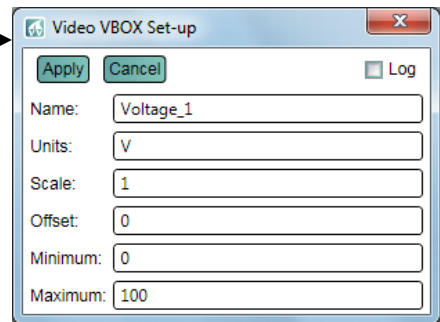 Video VBOX Set-up
Apply Cancel Log
Name: Voltage_1
Units: V
Scale: 1
Offset: 0
Minimum: 0
Maximum: 100